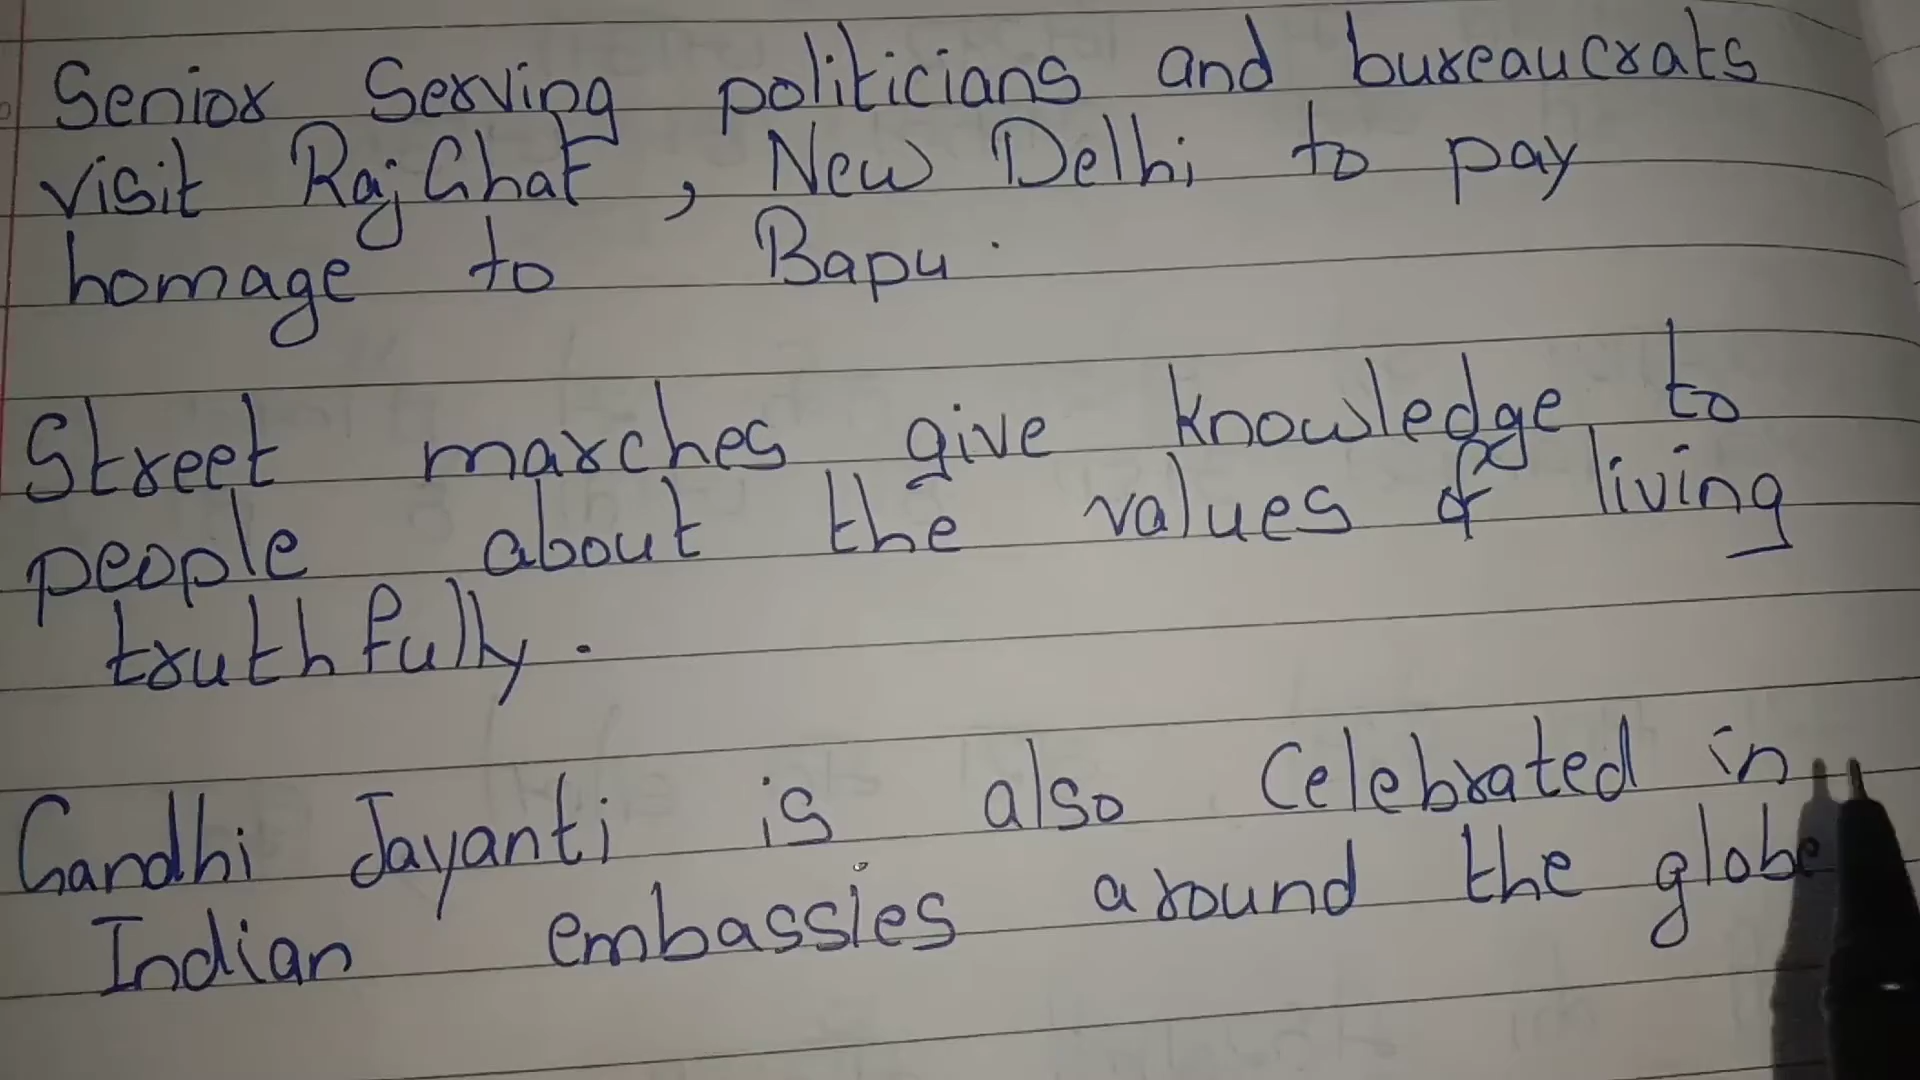 Senior Serving politicians and bureaucrats
visit Raj Ghat, New Delhi to pay
homage to Bapu.
Street marches give knowledge to
people about the values of living
truthfully.
Gandhi Jayanti is also Celebrated in
Indian embassies around the globe